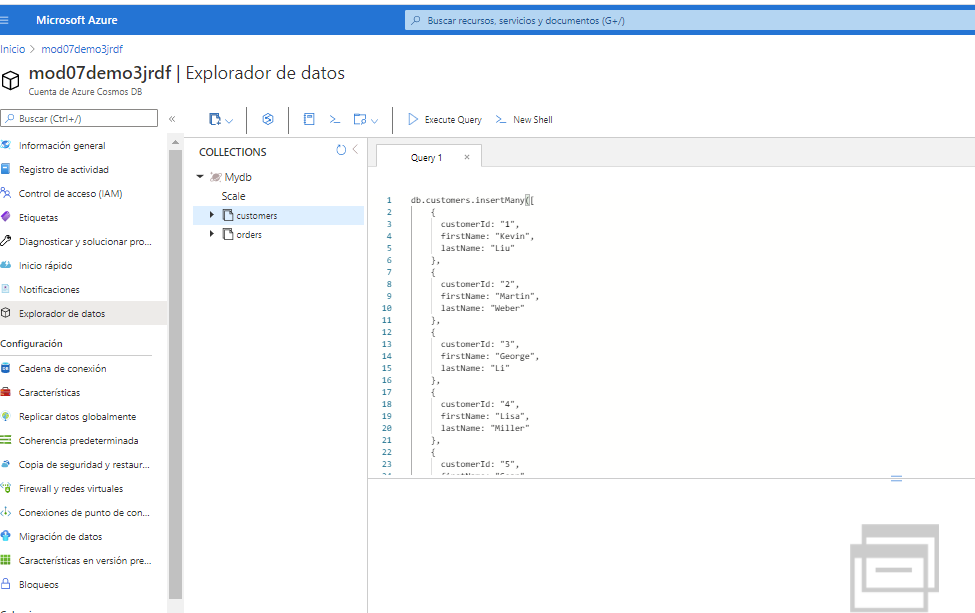 Microsoft Azure
Buscar recursos, servicios y documentos (G+/)
Inicio > mod07demo3jrdf
mod07demo3jrdf | Explorador de datos
Cuenta de Azure Cosmos DB
Buscar (Ctrl+/)
«
Información general
Registro de actividad
Control de acceso (IAM)
Etiquetas
Diagnosticar y solucionar pro...
Inicio rápido
Notificaciones
Explorador de datos
Configuración
Cadena de conexión
Características
Replicar datos globalmente
Coherencia predeterminada
Copia de seguridad y restaur...
Firewall y redes virtuales
Conexiones de punto de con...
Migración de datos
Características en versión pre...
Bloqueos
Execute Query
New Shell
COLLECTIONS
Mydb
Scale
customers
orders
Query 1 ×
1 db.customers.insertMany([
2 {
3 customerId: "1",
4 firstName: "Kevin",
5 lastName: "Liu"
6 },
7 {
8 customerId: "2",
9 firstName: "Martin",
10 lastName: "Weber"
11 },
12 {
13 customerId: "3",
14 firstName: "George",
15 lastName: "Li"
16 },
17 {
18 customerId: "4",
19 firstName: "Lisa",
20 lastName: "Miller"
21 },
22 {
23 customerId: "5",